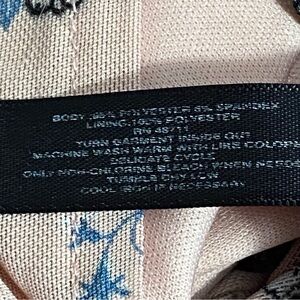 BODY: 95% POLYESTER 5% SPANDEX
LINING: 100% POLYESTER
RN 48711
TURN GARMENT INSIDE OUT
MACHINE WASH WARM WITH LIKE COLORS
DELICATE CYCLE
ONLY NON-CHLORINE BLEACH WHEN NEEDED
TUMBLE DRY LOW
COOL IRON IF NECESSARY